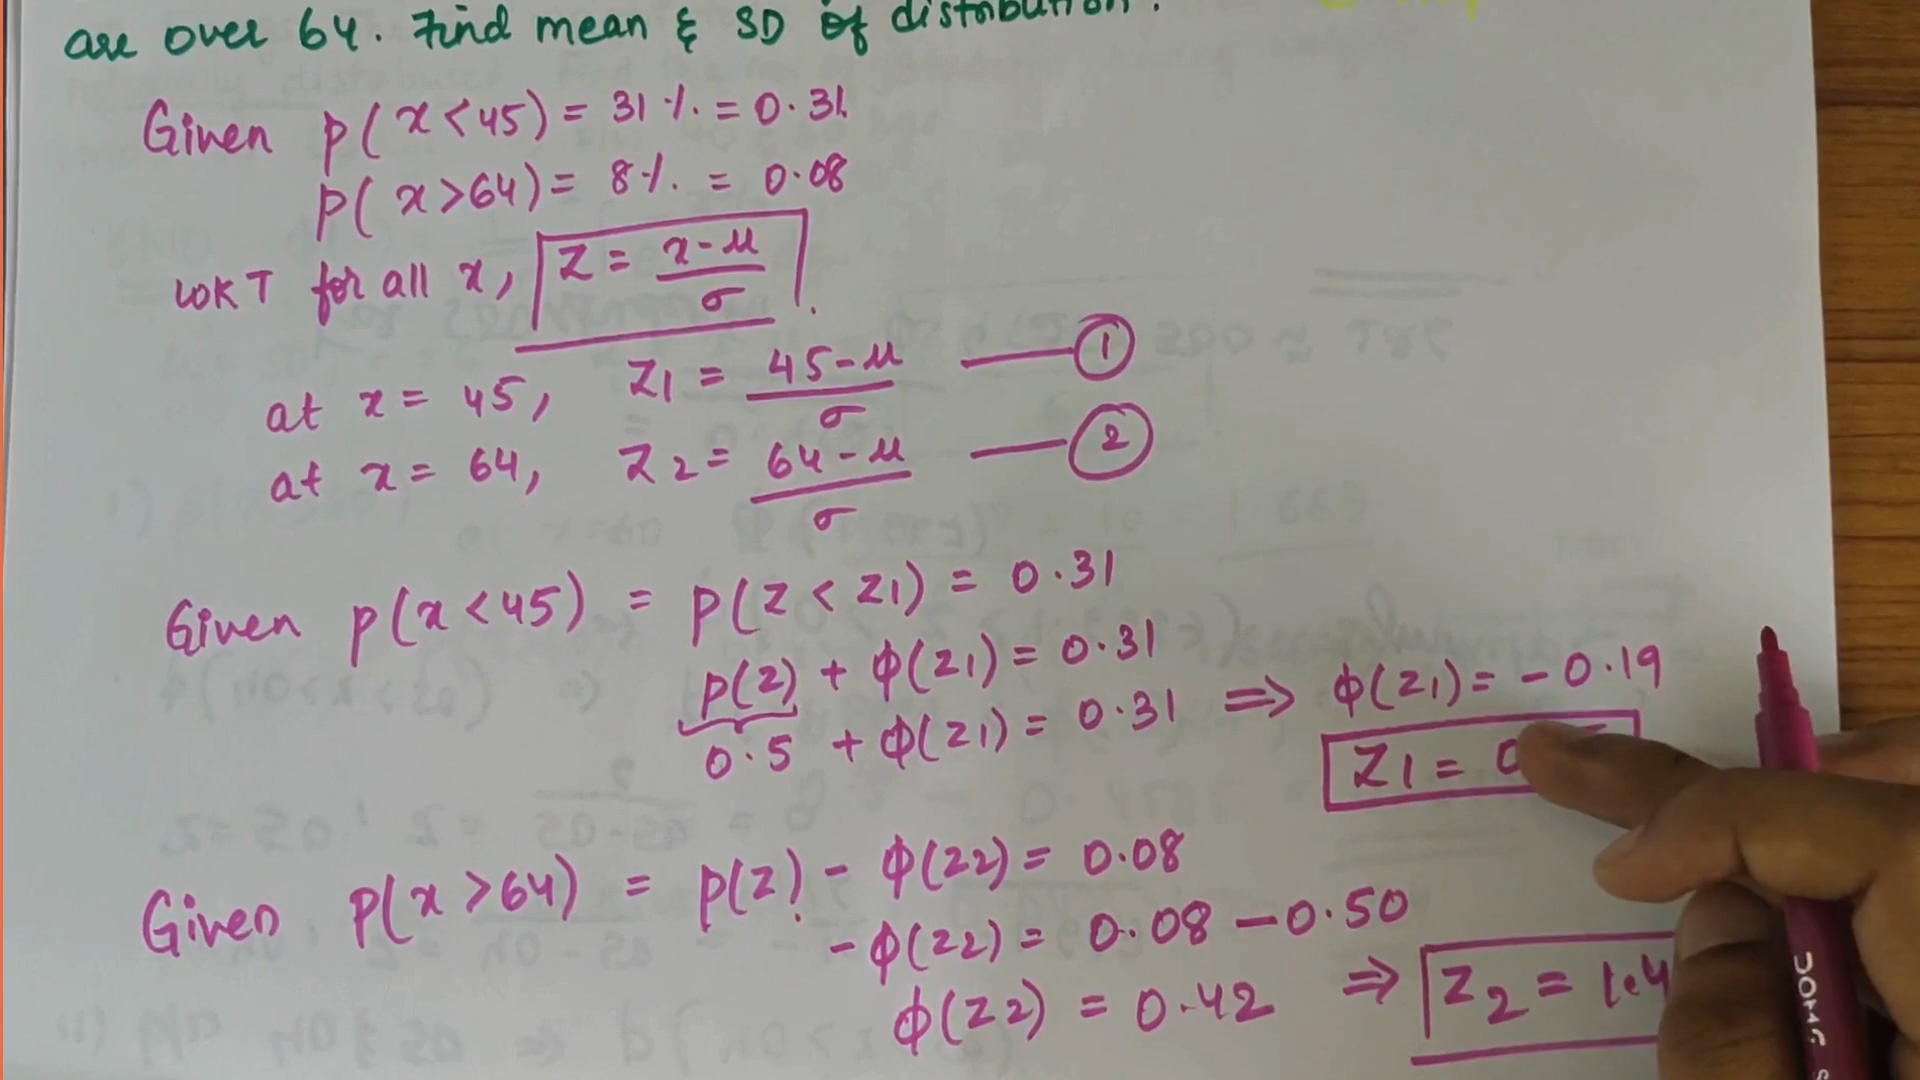 are over 64. Find mean & SD of distribution.
Given p(x<45) = 31 %. = 0.31
p(x>64) = 8%. = 0.08
WKT for all x, Z = x-μ / σ
at x = 45, Z1 = 45-μ / σ — 1
at x = 64, Z2 = 64-μ / σ — 2
Given p(x<45) = p(z<z1) = 0.31
p(z) + φ(z1) = 0.31
0.5 + φ(z1) = 0.31 ⇒ φ(z1) = -0.19
Z1 =
Given p(x>64) = p(z) - φ(z2) = 0.08
-φ(z2) = 0.08 - 0.50
φ(z2) = 0.42 ⇒ Z2 = 1.4
DOMS